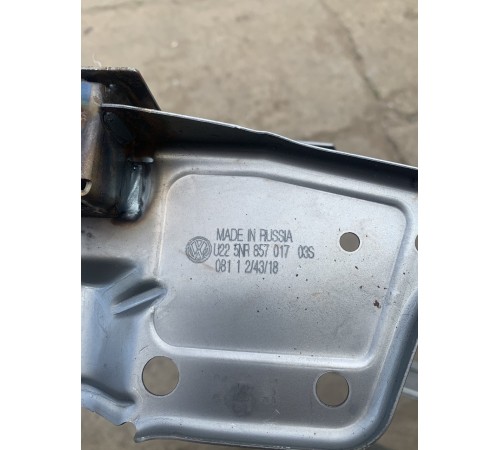 MADE IN RUSSIA
U22 5NR 857 017 03S
081 1 2/43/18